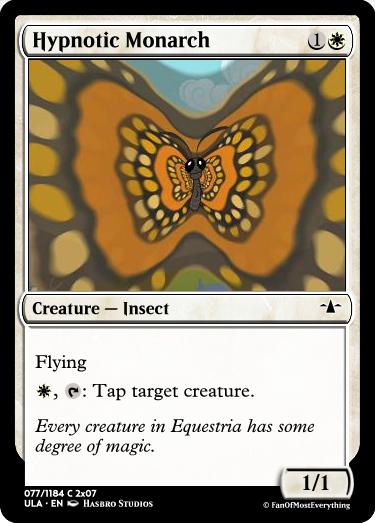 Hypnotic Monarch 1
Creature — Insect
Flying
, : Tap target creature.
Every creature in Equestria has some
degree of magic.
1/1
077/1184 C 2x07
ULA • EN Hasbro Studios
© FanOfMostEverything